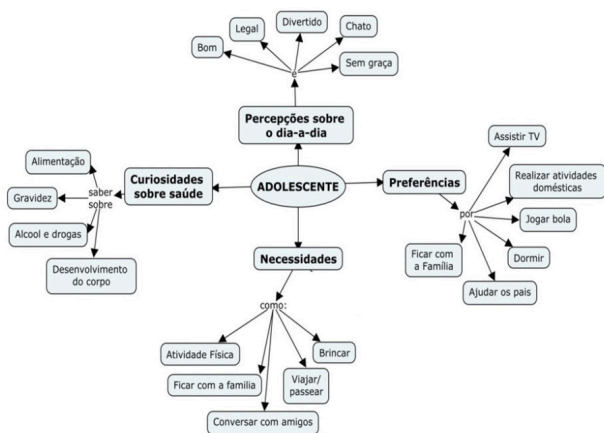 Divertido
Legal
Chato
Bom
Sem graça
é
Percepções sobre
o dia-a-dia
Assistir TV
Alimentação
Curiosidades
sobre saúde
ADOLESCENTE
Preferências
Realizar atividades
domésticas
saber
sobre
Gravidez
por
Jogar bola
Alcool e drogas
Necessidades
Ficar com
a Família
Dormir
Desenvolvimento
do corpo
Ajudar os pais
como:
Atividade Física
Brincar
Ficar com a familia
Viajar/
passear
Conversar com amigos